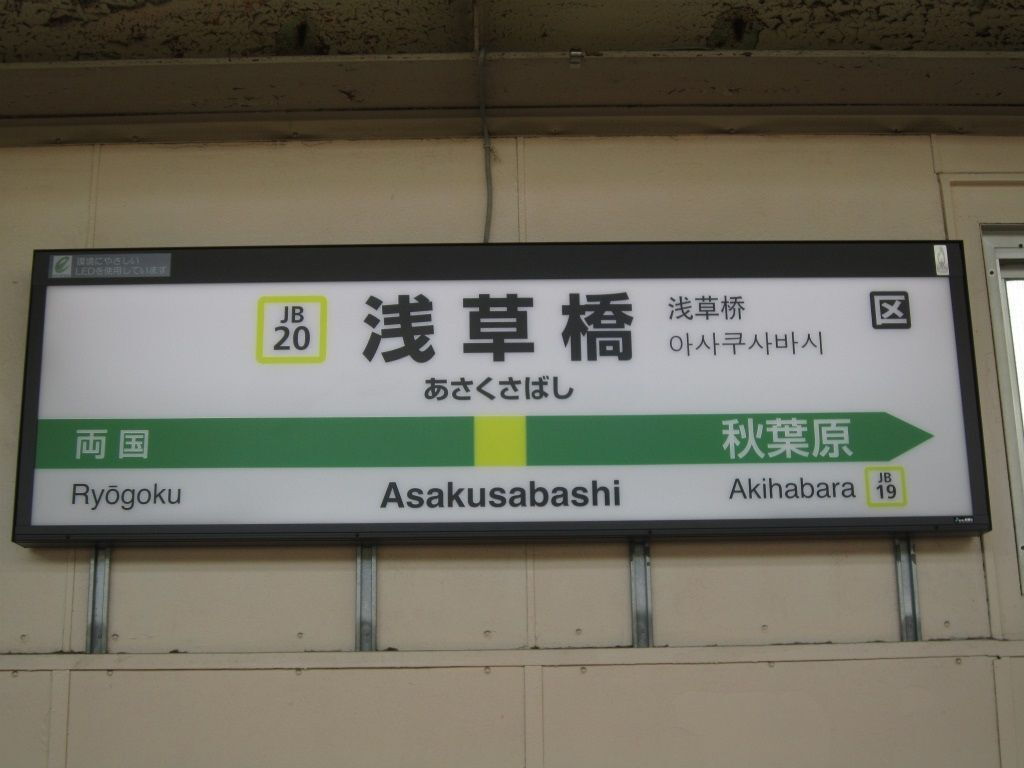 環境にやさしい
LEDを使用しています
JB
20
浅草橋
浅草桥
아사쿠사바시
区
あさくさばし
両国
秋葉原
Ryōgoku
Asakusabashi
Akihabara
JB
19